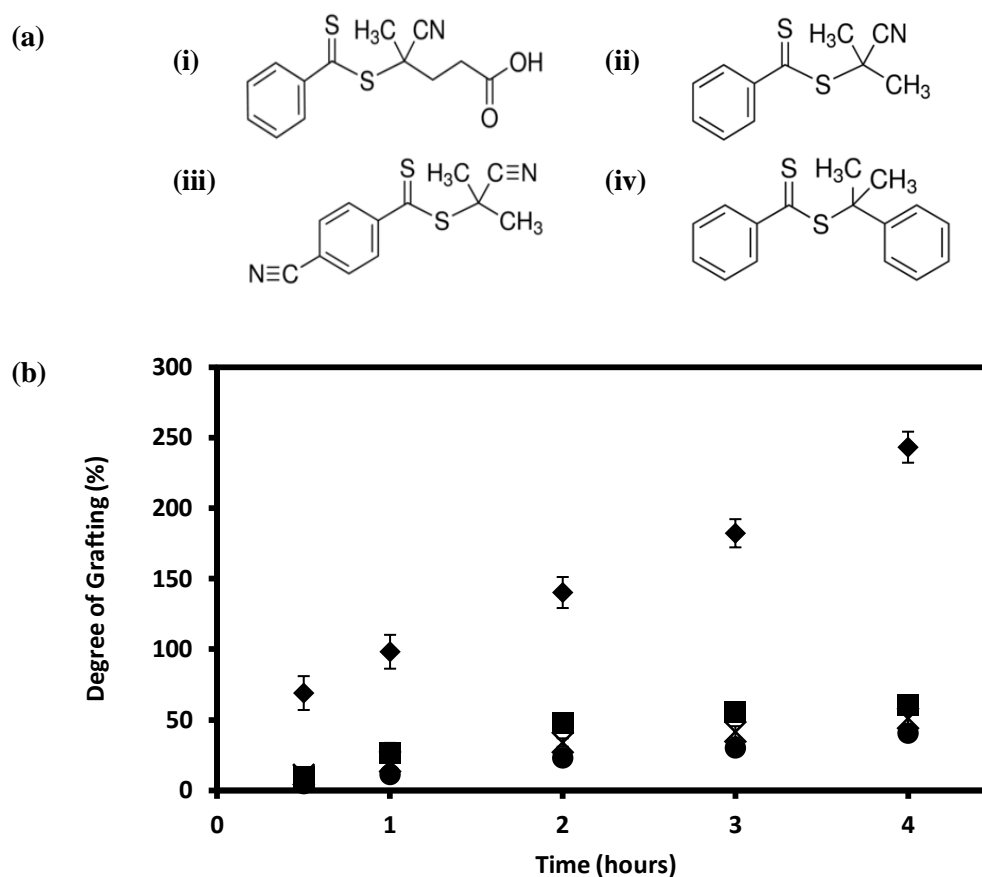 (a)
(i)
S
H₃C
CN
S
OH
O
(ii)
S
H₃C
CN
S
CH₃
(iii)
S
H₃C
C≡N
S
CH₃
N≡C
(iv)
S
H₃C
CH₃
S
(b)
300
250
200
150
100
50
0
Degree of Grafting (%)
0 1 2 3 4
Time (hours)